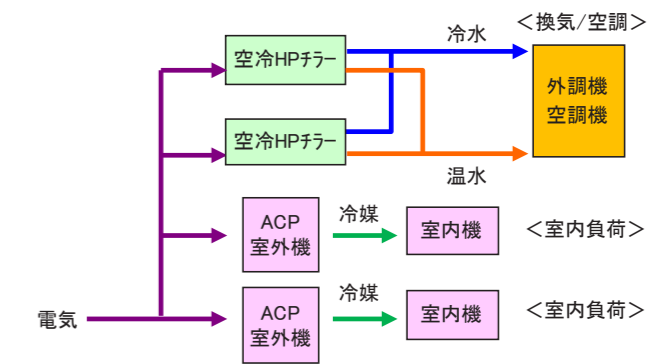 ＜換気/空調＞
冷水
空冷HPﾁﾗｰ
外調機
空調機
空冷HPﾁﾗｰ
温水
ACP
室外機
冷媒
室内機
＜室内負荷＞
電気
ACP
室外機
冷媒
室内機
＜室内負荷＞